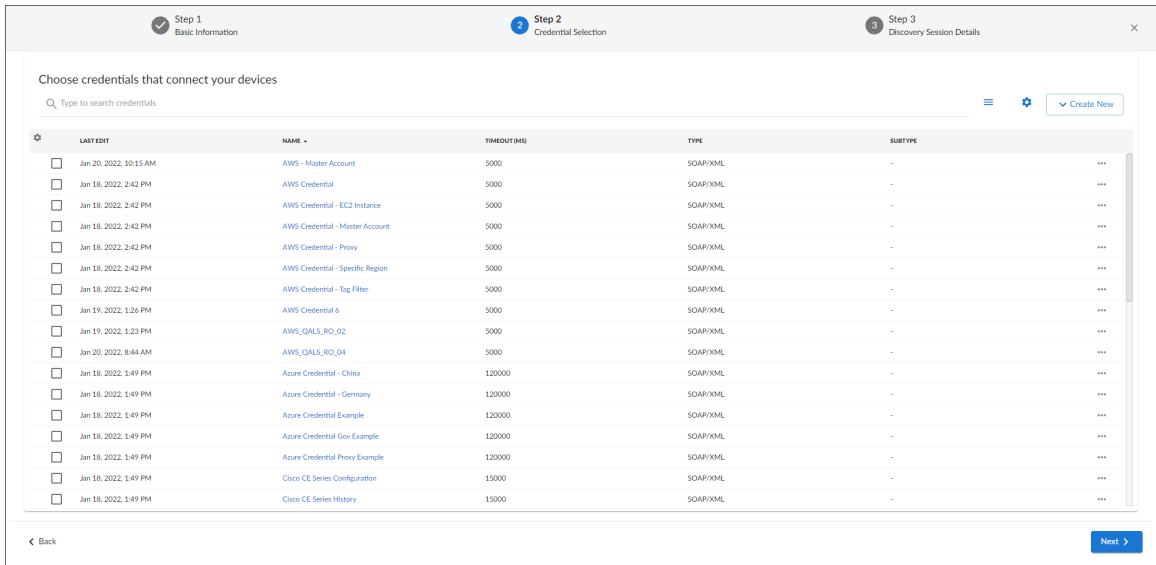 Step 1
Basic Information
2
Step 2
Credential Selection
3
Step 3
Discovery Session Details
Choose credentials that connect your devices
Type to search credentials
Create New
LAST EDIT NAME TIMEOUT (MS) TYPE SUBTYPE
Jan 20, 2022, 10:15 AM AWS - Master Account 5000 SOAP/XML -
Jan 18, 2022, 2:42 PM AWS Credential 5000 SOAP/XML -
Jan 18, 2022, 2:42 PM AWS Credential - EC2 Instance 5000 SOAP/XML -
Jan 18, 2022, 2:42 PM AWS Credential - Master Account 5000 SOAP/XML -
Jan 18, 2022, 2:42 PM AWS Credential - Proxy 5000 SOAP/XML -
Jan 18, 2022, 2:42 PM AWS Credential - Specific Region 5000 SOAP/XML -
Jan 18, 2022, 2:42 PM AWS Credential - Tag Filter 5000 SOAP/XML -
Jan 19, 2022, 1:26 PM AWS Credential 6 5000 SOAP/XML -
Jan 19, 2022, 1:23 PM AWS_QALS_RO_02 5000 SOAP/XML -
Jan 20, 2022, 8:44 AM AWS_QALS_RO_04 5000 SOAP/XML -
Jan 18, 2022, 1:49 PM Azure Credential - China 120000 SOAP/XML -
Jan 18, 2022, 1:49 PM Azure Credential - Germany 120000 SOAP/XML -
Jan 18, 2022, 1:49 PM Azure Credential Example 120000 SOAP/XML -
Jan 18, 2022, 1:49 PM Azure Credential Gov Example 120000 SOAP/XML -
Jan 18, 2022, 1:49 PM Azure Credential Proxy Example 120000 SOAP/XML -
Jan 18, 2022, 1:49 PM Cisco CE Series Configuration 15000 SOAP/XML -
Jan 18, 2022, 1:49 PM Cisco CE Series History 15000 SOAP/XML -
Back
Next